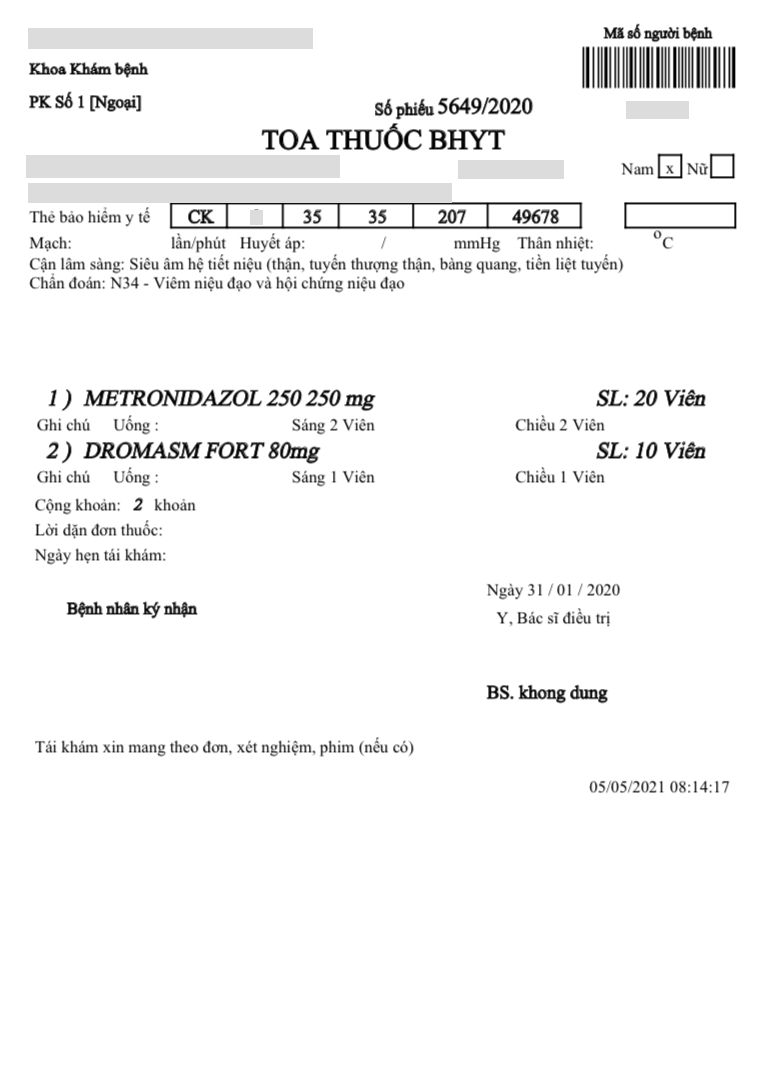 Mã số người bệnh
Khoa Khám bệnh
PK Số 1 [Ngoại]
Số phiếu 5649/2020
TOA THUỐC BHYT
Nam x Nữ
Thẻ bảo hiểm y tế CK 35 35 207 49678
Mạch: lần/phút Huyết áp: / mmHg Thân nhiệt: °C
Cận lâm sàng: Siêu âm hệ tiết niệu (thận, tuyến thượng thận, bàng quang, tiền liệt tuyến)
Chẩn đoán: N34 - Viêm niệu đạo và hội chứng niệu đạo
1 ) METRONIDAZOL 250 250 mg SL: 20 Viên
Ghi chú Uống : Sáng 2 Viên Chiều 2 Viên
2 ) DROMASM FORT 80mg SL: 10 Viên
Ghi chú Uống : Sáng 1 Viên Chiều 1 Viên
Cộng khoản: 2 khoản
Lời dặn đơn thuốc:
Ngày hẹn tái khám:
Ngày 31 / 01 / 2020
Bệnh nhân ký nhận
Y, Bác sĩ điều trị
BS. khong dung
Tái khám xin mang theo đơn, xét nghiệm, phim (nếu có)
05/05/2021 08:14:17